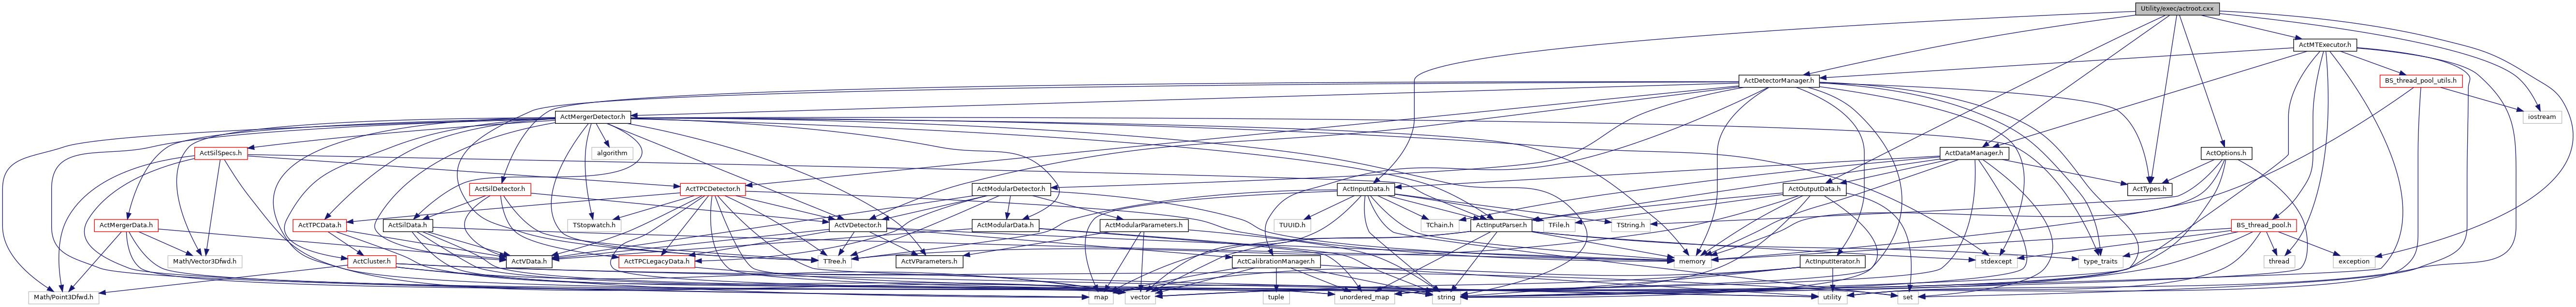 Utility/exec/actroot.cxx
ActMTExecutor.h
ActDetectorManager.h
BS_thread_pool_utils.h
ActMergerDetector.h
iostream
algorithm
ActSilSpecs.h
ActDataManager.h
ActOptions.h
ActSilDetector.h
ActTPCDetector.h
ActModularDetector.h
ActInputData.h
ActOutputData.h
ActTypes.h
ActMergerData.h
ActTPCData.h
ActSilData.h
TStopwatch.h
ActVDetector.h
ActModularData.h
ActModularParameters.h
TUUID.h
TChain.h
ActInputParser.h
TFile.h
TString.h
BS_thread_pool.h
Math/Vector3Dfwd.h
ActCluster.h
ActVData.h
ActTPCLegacyData.h
TTree.h
ActVParameters.h
ActCalibrationManager.h
memory
ActInputIterator.h
stdexcept
type_traits
thread
exception
Math/Point3Dfwd.h
map
vector
tuple
unordered_map
string
utility
set